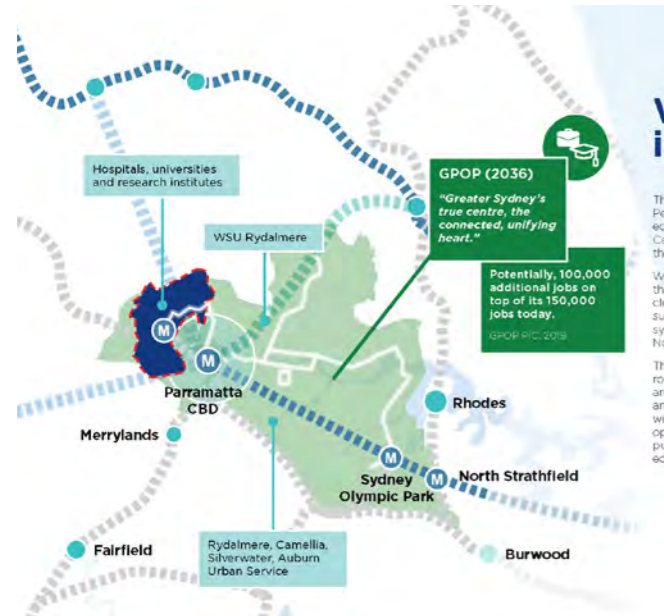 Hospitals, universities
and research institutes
WSU Rydalmere
GPOP (2036)
"Greater Sydney's
true centre, the
connected, unifying
heart."
Potentially, 100,000
additional jobs on
top of its 150,000
jobs today.
GPOP PIC, 2019
M
M
Parramatta
CBD
Merrylands
Rhodes
M
Sydney
Olympic Park
M
North Strathfield
Fairfield
Rydalmere, Camellia,
Silverwater, Auburn
Urban Service
Burwood